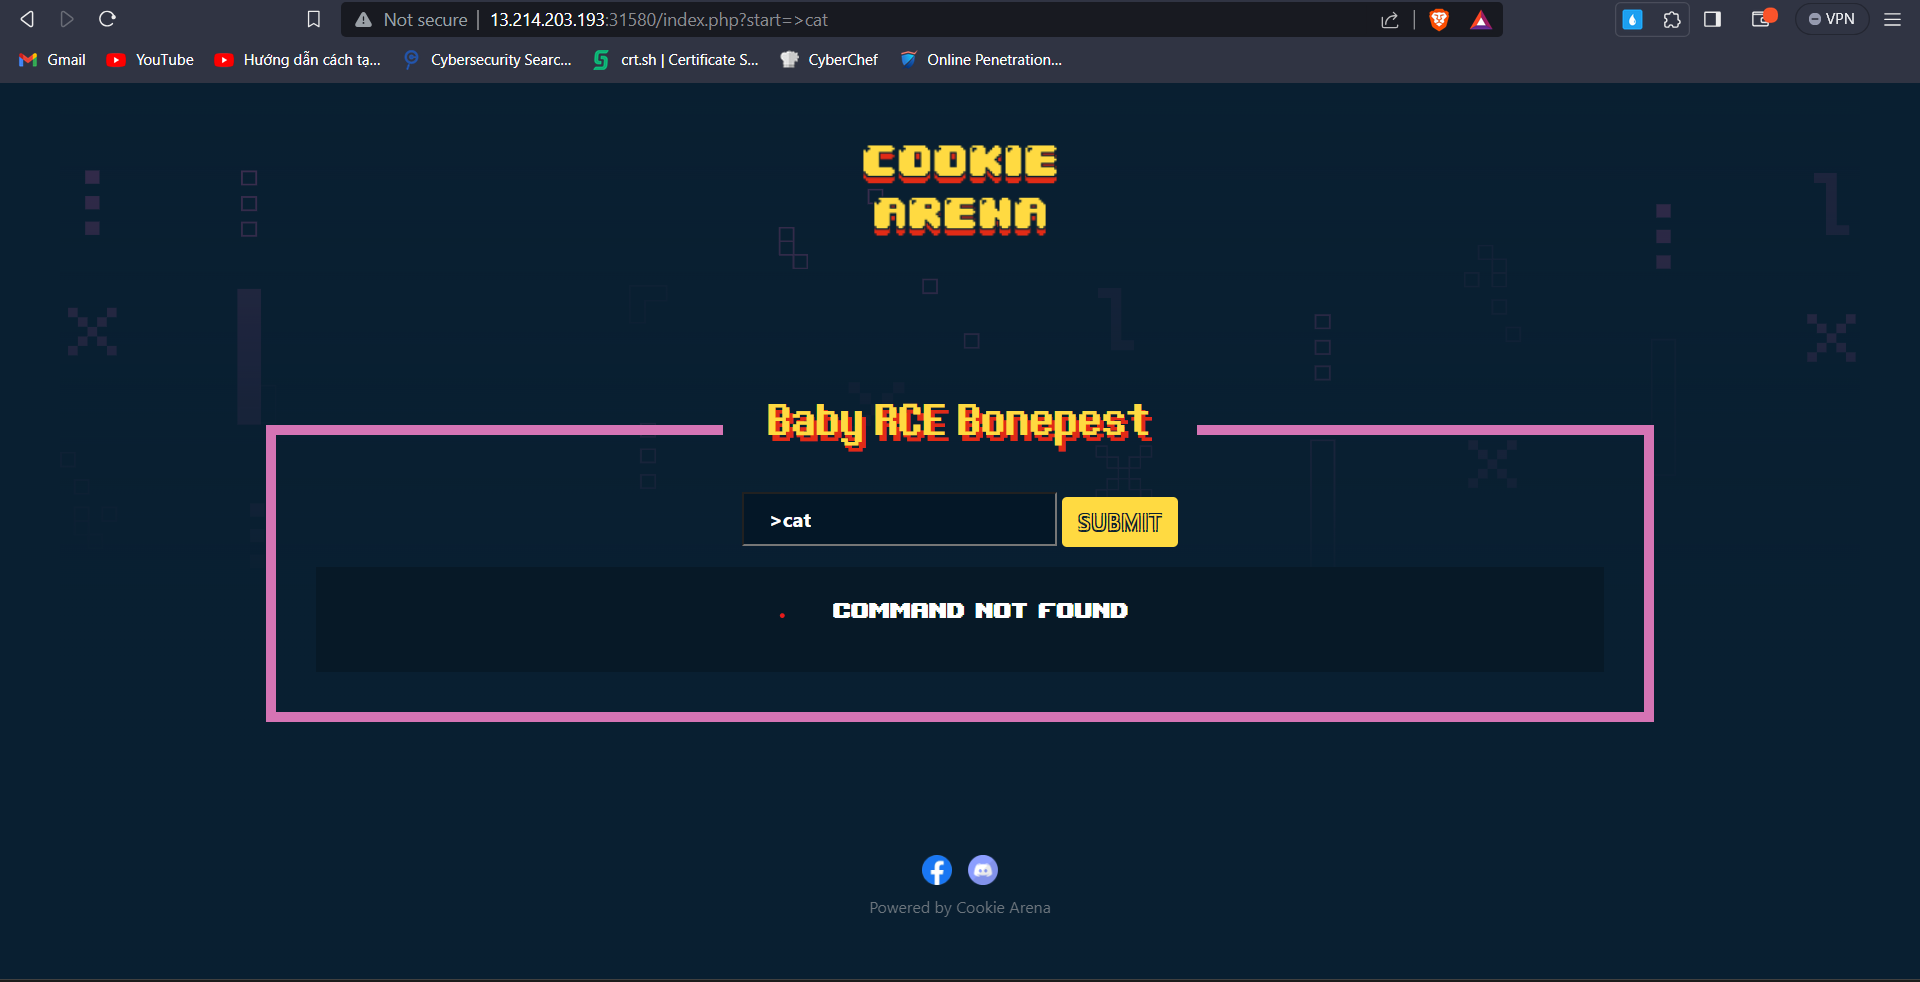 Not secure 13.214.203.193:31580/index.php?start=>cat VPN
Gmail YouTube Hướng dẫn cách tạ... Cybersecurity Searc... crt.sh | Certificate S... CyberChef Online Penetration...
COOKIE
ARENA
Baby RCE Bonepest
>cat SUBMIT
COMMAND NOT FOUND
Powered by Cookie Arena